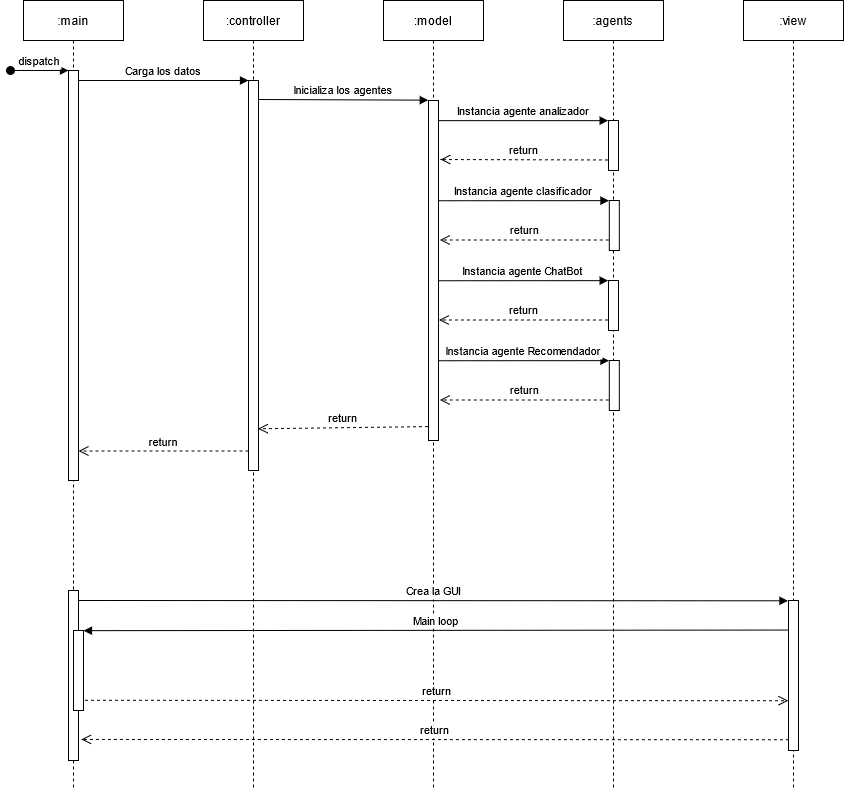 :main
:controller
:model
:agents
:view
dispatch
Carga los datos
Inicializa los agentes
Instancia agente analizador
return
Instancia agente clasificador
return
Instancia agente ChatBot
return
Instancia agente Recomendador
return
return
return
Crea la GUI
Main loop
return
return